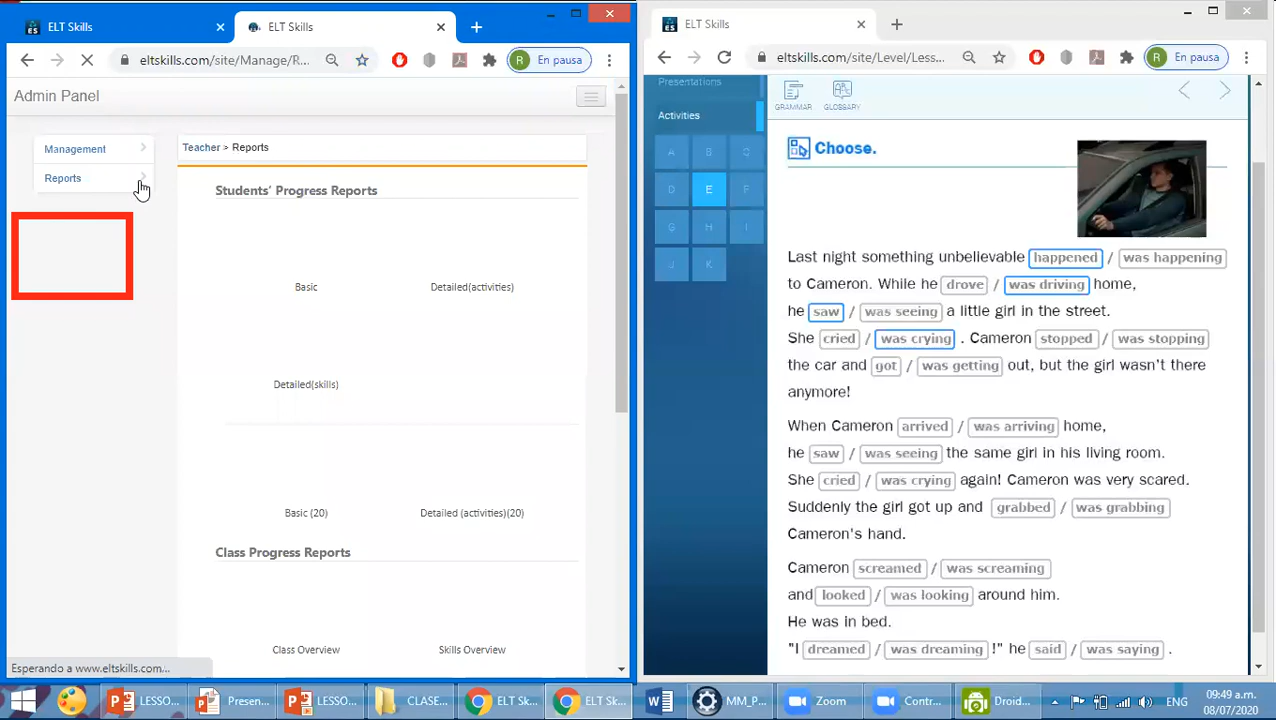 ELT Skills
ELT Skills
En pausa
eltskills.com/site/Manage/R...
Admin Panel
Management
Reports
Teacher > Reports
Students' Progress Reports
Basic
Detailed(activities)
Detailed(skills)
Basic (20)
Detailed (activities)(20)
Class Progress Reports
Class Overview
Skills Overview
Esperando a www.eltskills.com...
ELT Skills
eltskills.com/site/Level/Less...
En pausa
Presentations
Activities
A B C
D E F
G H I
J K
GRAMMAR
GLOSSARY
Choose.
Last night something unbelievable happened / was happening
to Cameron. While he drove / was driving home,
he saw / was seeing a little girl in the street.
She cried / was crying . Cameron stopped / was stopping
the car and got / was getting out, but the girl wasn't there
anymore!
When Cameron arrived / was arriving home,
he saw / was seeing the same girl in his living room.
She cried / was crying again! Cameron was very scared.
Suddenly the girl got up and grabbed / was grabbing
Cameron's hand.
Cameron screamed / was screaming
and looked / was looking around him.
He was in bed.
"I dreamed / was dreaming !" he said / was saying .
LESSO...
Presen...
LESSO...
CLASE...
ELT Sk...
ELT Sk...
MM_P...
Zoom
Contr...
Droid...
ENG
09:49 a.m.
08/07/2020